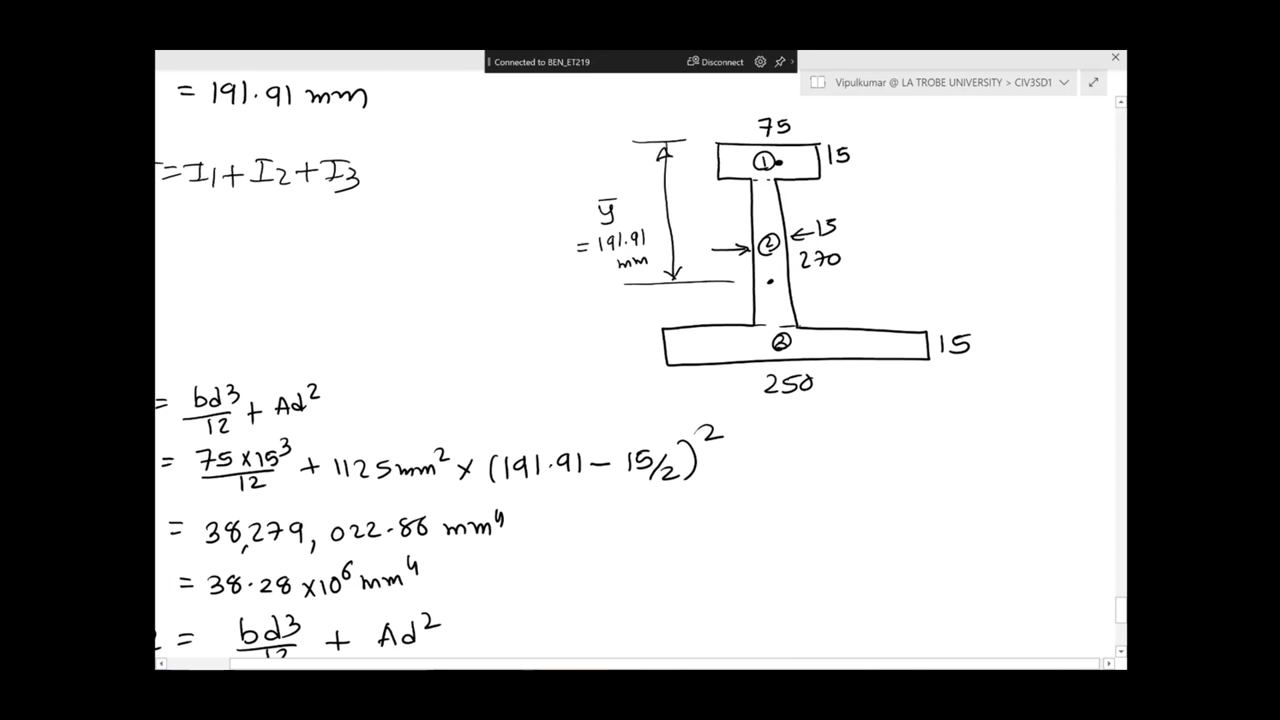 Connected to BEN_ET219 Disconnect
Vipulkumar @ LA TROBE UNIVERSITY > CIV3SD1
= 191.91 mm
= I1 + I2 + I3
75
1
15
ȳ
= 191.91
mm
2
15
270
3
15
250
= bd3/12 + Ad²
= 75×15³/12 + 1125mm² × (191.91 - 15/2)²
= 38,279,022.86 mm⁴
= 38.28 ×10⁶ mm⁴
= bd3/12 + Ad²